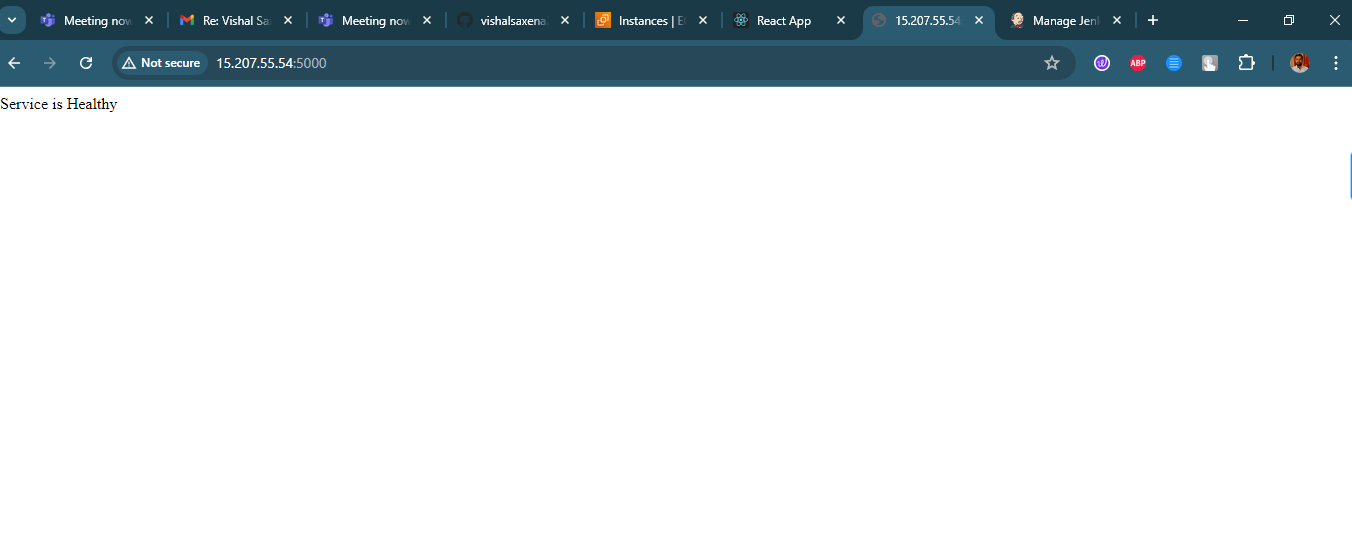 Meeting now
Re: Vishal Sa
Meeting now
vishalsaxena
Instances | E
React App
15.207.55.54
Manage Jen
Not secure
15.207.55.54:5000
ABP
Service is Healthy